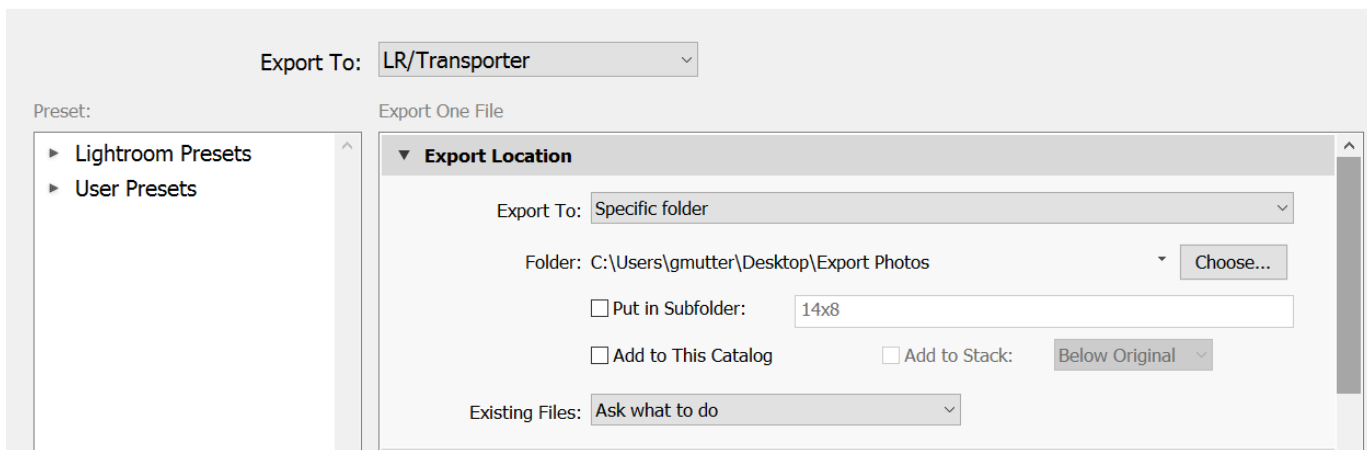 Export To: LR/Transporter
Preset:
Export One File
Lightroom Presets
User Presets
Export Location
Export To: Specific folder
Folder: C:\Users\gmutter\Desktop\Export Photos Choose...
Put in Subfolder: 14x8
Add to This Catalog Add to Stack: Below Original
Existing Files: Ask what to do